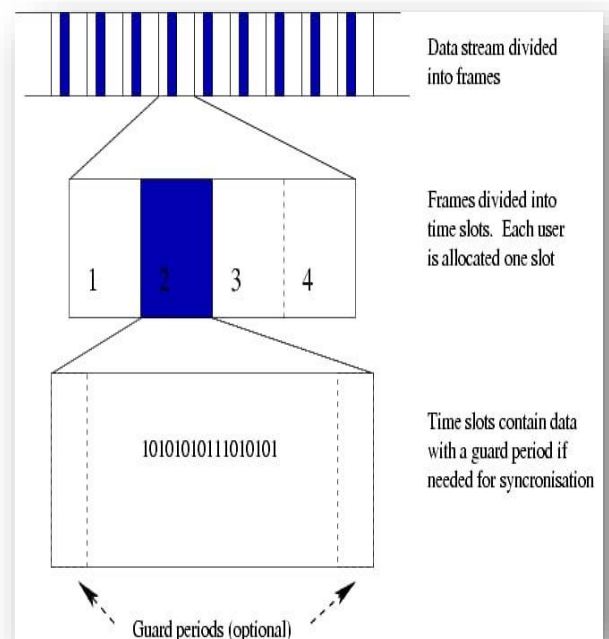 Data stream divided
into frames
Frames divided into
time slots. Each user
is allocated one slot
1 2 3 4
Time slots contain data
with a guard period if
needed for syncronisation
10101010111010101
Guard periods (optional)